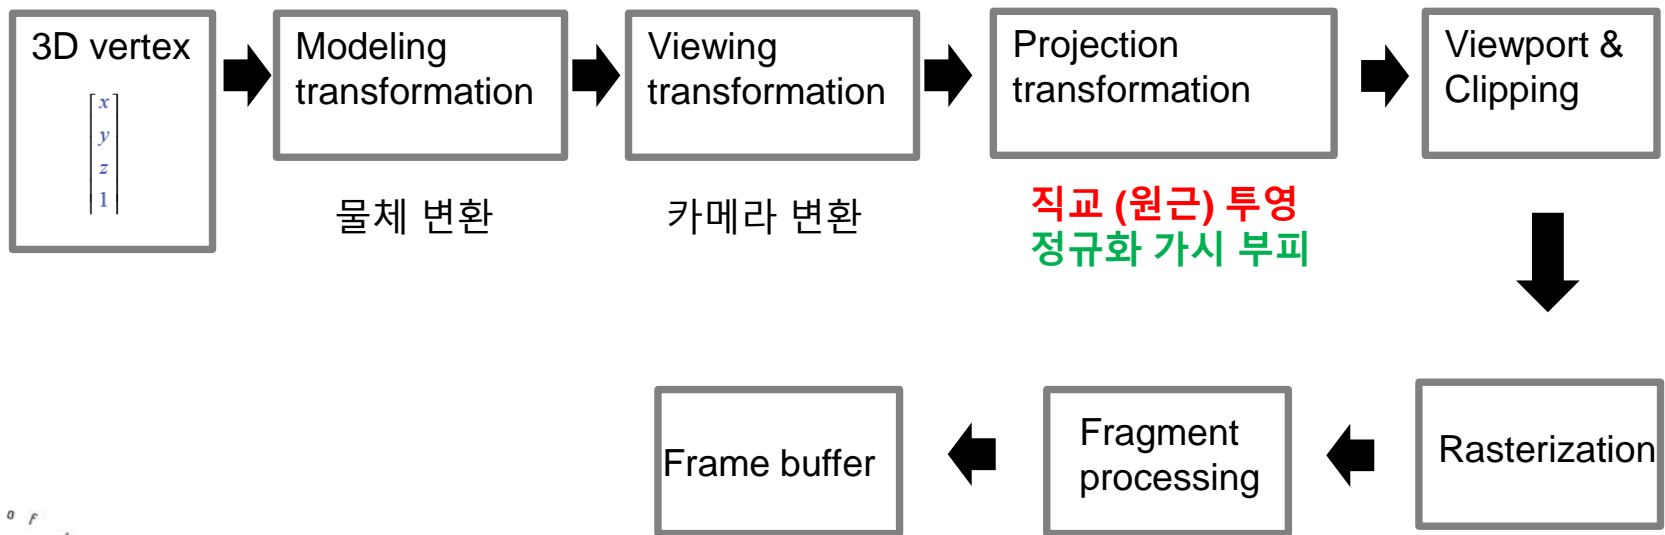 3D vertex
x
y
z
1
Modeling
transformation
물체 변환
Viewing
transformation
카메라 변환
Projection
transformation
직교 (원근) 투영
정규화 가시 부피
Viewport &
Clipping
Rasterization
Fragment
processing
Frame buffer
o f